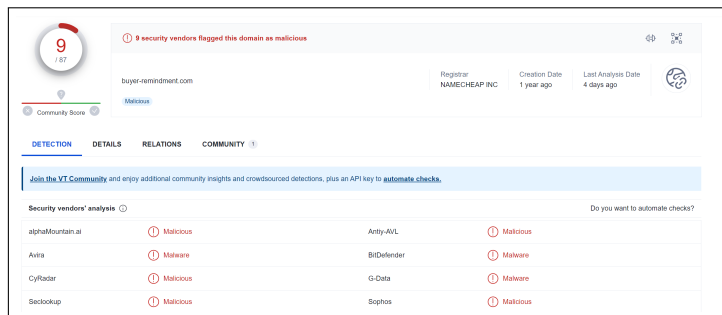 9
/ 87
Community Score
9 security vendors flagged this domain as malicious
buyer-remindment.com
Malicious
Registrar
NAMECHEAP INC
Creation Date
1 year ago
Last Analysis Date
4 days ago
DETECTION DETAILS RELATIONS COMMUNITY 1
Join the VT Community and enjoy additional community insights and crowdsourced detections, plus an API key to automate checks.
Security vendors' analysis Do you want to automate checks?
alphaMountain.ai Malicious Antiy-AVL Malicious
Avira Malware BitDefender Malware
CyRadar Malicious G-Data Malware
Seclookup Malicious Sophos Malicious